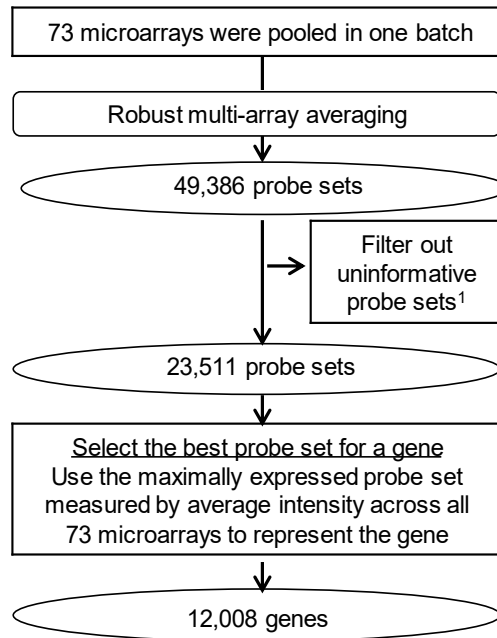 73 microarrays were pooled in one batch
Robust multi-array averaging
49,386 probe sets
Filter out
uninformative
probe sets¹
23,511 probe sets
Select the best probe set for a gene
Use the maximally expressed probe set
measured by average intensity across all
73 microarrays to represent the gene
12,008 genes